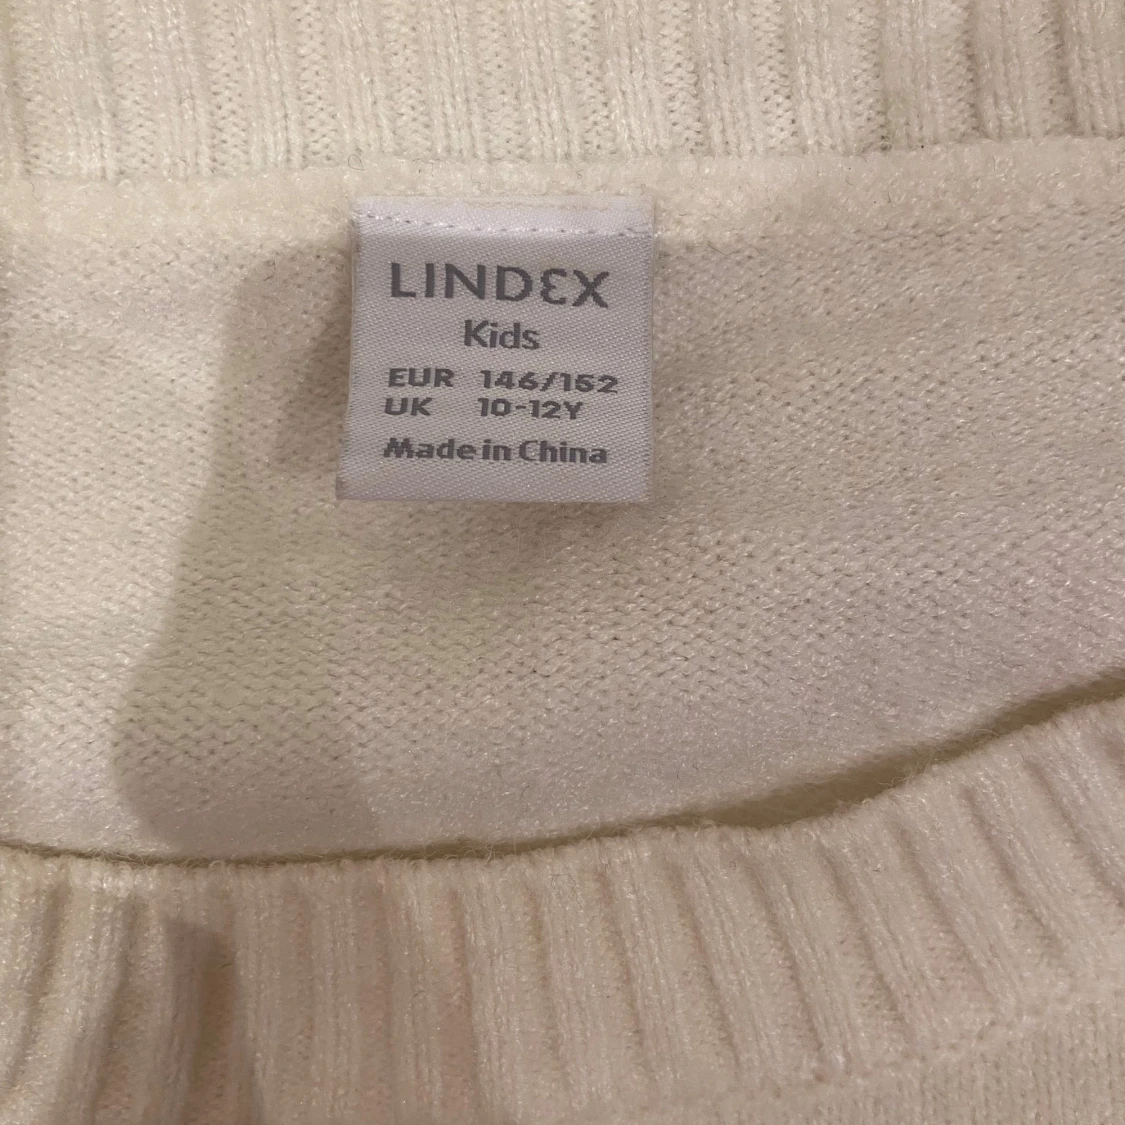 LINDEX
Kids
EUR 146/152
UK 10-12Y
Made in China